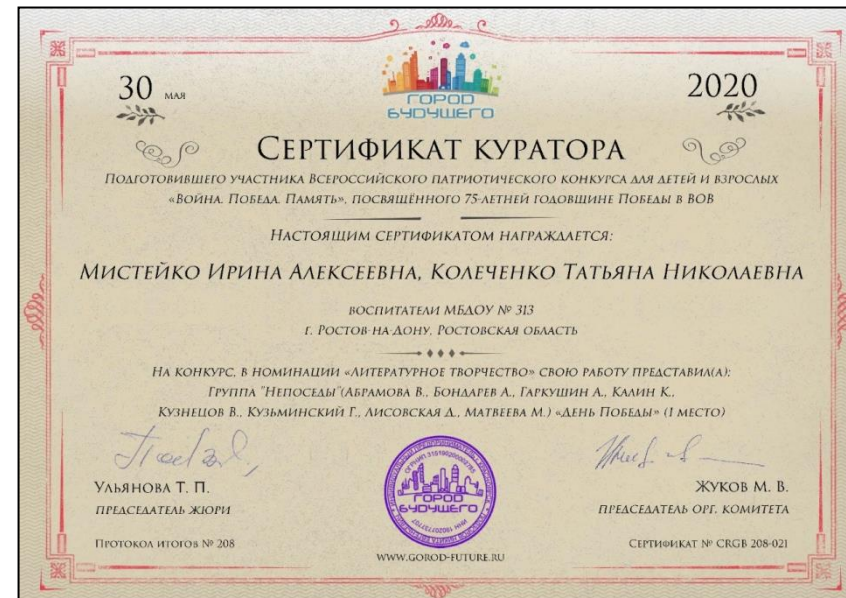 30 МАЯ
2020
ГОРОД
БУДУЩЕГО
СЕРТИФИКАТ КУРАТОРА
ПОДГОТОВИВШЕГО УЧАСТНИКА ВСЕРОССИЙСКОГО ПАТРИОТИЧЕСКОГО КОНКУРСА ДЛЯ ДЕТЕЙ И ВЗРОСЛЫХ
«ВОЙНА. ПОБЕДА. ПАМЯТЬ», ПОСВЯЩЁННОГО 75-ЛЕТНЕЙ ГОДОВЩИНЕ ПОБЕДЫ В ВОВ
НАСТОЯЩИМ СЕРТИФИКАТОМ НАГРАЖДАЕТСЯ:
МИСТЕЙКО ИРИНА АЛЕКСЕЕВНА, КОЛЕЧЕНКО ТАТЬЯНА НИКОЛАЕВНА
ВОСПИТАТЕЛИ МБДОУ № 313
Г. РОСТОВ-НА-ДОНУ, РОСТОВСКАЯ ОБЛАСТЬ
НА КОНКУРС, В НОМИНАЦИИ «ЛИТЕРАТУРНОЕ ТВОРЧЕСТВО» СВОЮ РАБОТУ ПРЕДСТАВИЛ(А):
ГРУППА "НЕПОСЕДЫ"(АБРАМОВА В., БОНДАРЕВ А., ГАРКУШИН А., КАЛИН К.,
КУЗНЕЦОВ В., КУЗЬМИНСКИЙ Г., ЛИСОВСКАЯ Д., МАТВЕЕВА М.) «ДЕНЬ ПОБЕДЫ» (1 МЕСТО)
УЛЬЯНОВА Т. П.
ПРЕДСЕДАТЕЛЬ ЖЮРИ
ПРОТОКОЛ ИТОГОВ № 208
ГОРОД
БУДУЩЕГО
WWW.GOROD-FUTURE.RU
ЖУКОВ М. В.
ПРЕДСЕДАТЕЛЬ ОРГ. КОМИТЕТА
СЕРТИФИКАТ № CRGB 208-021